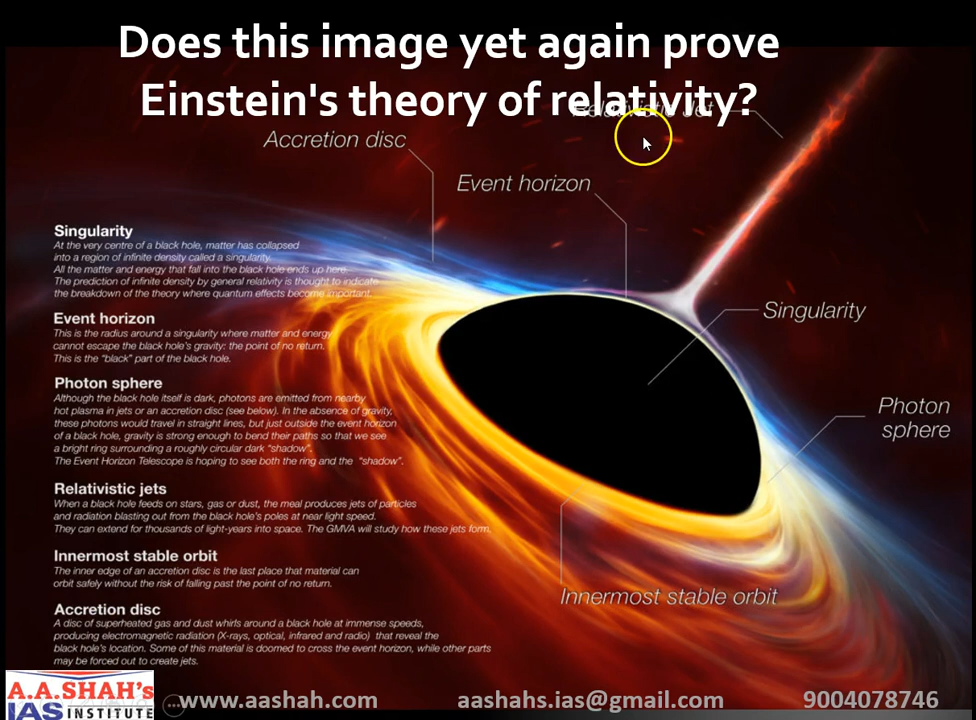 Does this image yet again prove
Einstein's theory of relativity?
Relativistic Jet
Accretion disc
Event horizon
Singularity
At the very centre of a black hole, matter has collapsed
into a region of infinite density called a singularity.
All the matter and energy that fall into the black hole ends up here.
The prediction of infinite density by general relativity is thought to indicate
the breakdown of the theory where quantum effects become important.
Event horizon
This is the radius around a singularity where matter and energy
cannot escape the black hole's gravity: the point of no return.
This is the "black" part of the black hole.
Photon sphere
Although the black hole itself is dark, photons are emitted from nearby
hot plasma in jets or an accretion disc (see below). In the absence of gravity,
these photons would travel in straight lines, but just outside the event horizon
of a black hole, gravity is strong enough to bend their paths so that we see
a bright ring surrounding a roughly circular dark "shadow".
The Event Horizon Telescope is hoping to see both the ring and the "shadow".
Relativistic jets
When a black hole feeds on stars, gas or dust, the meal produces jets of particles
and radiation blasting out from the black hole's poles at near light speed.
They can extend for thousands of light-years into space. The GMVA will study how these jets form.
Innermost stable orbit
The inner edge of an accretion disc is the last place that material can
orbit safely without the risk of falling past the point of no return.
Accretion disc
A disc of superheated gas and dust whirls around a black hole at immense speeds,
producing electromagnetic radiation (X-rays, optical, infrared and radio) that reveal the
black hole's location. Some of this material is doomed to cross the event horizon, while other parts
may be forced out to create jets.
Singularity
Photon
sphere
Innermost stable orbit
A.A.SHAH's
IAS INSTITUTE
www.aashah.com
aashahs.ias@gmail.com
9004078746